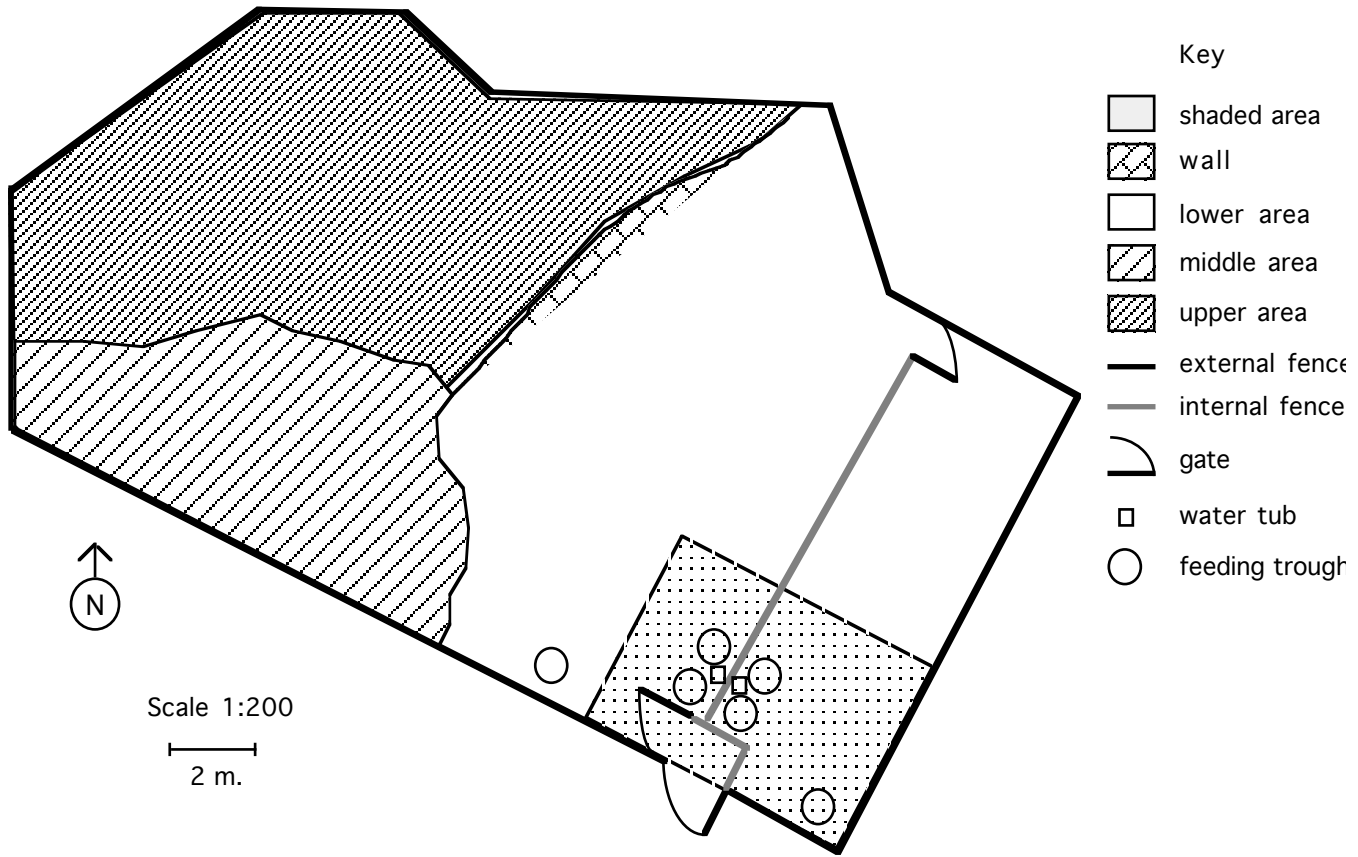 Key
shaded area
wall
lower area
middle area
upper area
external fence
internal fence
gate
water tub
feeding trough
N
Scale 1:200
2 m.